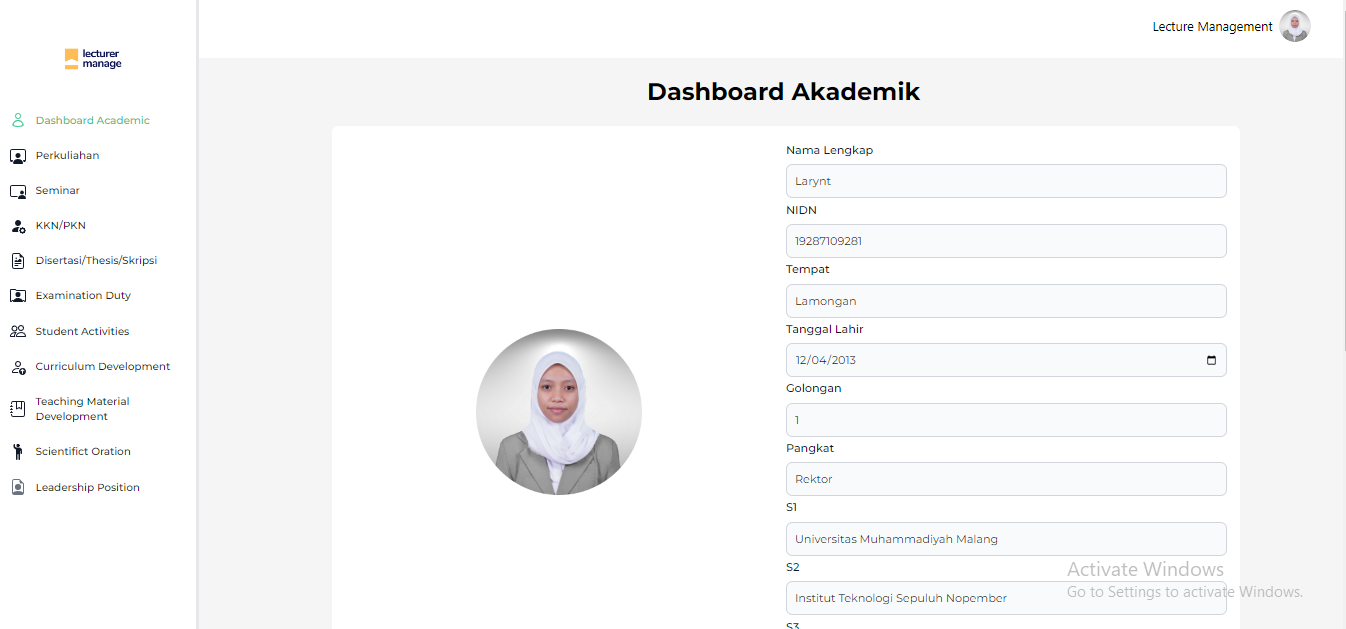 lecturer
manage
Lecture Management
Dashboard Academic
Perkuliahan
Seminar
KKN/PKN
Disertasi/Thesis/Skripsi
Examination Duty
Student Activities
Curriculum Development
Teaching Material
Development
Scientifict Oration
Leadership Position
Dashboard Akademik
Nama Lengkap
Larynt
NIDN
19287109281
Tempat
Lamongan
Tanggal Lahir
12/04/2013
Golongan
1
Pangkat
Rektor
S1
Universitas Muhammadiyah Malang
S2
Institut Teknologi Sepuluh Nopember
S3
Activate Windows
Go to Settings to activate Windows.